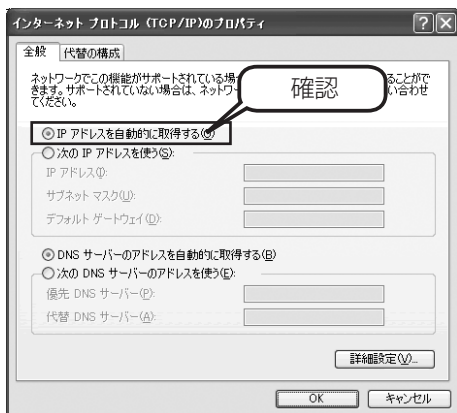 インターネット プロトコル (TCP/IP)のプロパティ
全般
代替の構成
ネットワークでこの機能がサポートされている場
ることがで
きます。サポートされていない場合は、ネットワー
い合わせ
てください。
確認
IP アドレスを自動的に取得する(O)
次の IP アドレスを使う(S):
IP アドレス(I):
サブネット マスク(U):
デフォルト ゲートウェイ(D):
DNS サーバーのアドレスを自動的に取得する(B)
次の DNS サーバーのアドレスを使う(E):
優先 DNS サーバー(P):
代替 DNS サーバー(A):
詳細設定(V)...
OK
キャンセル